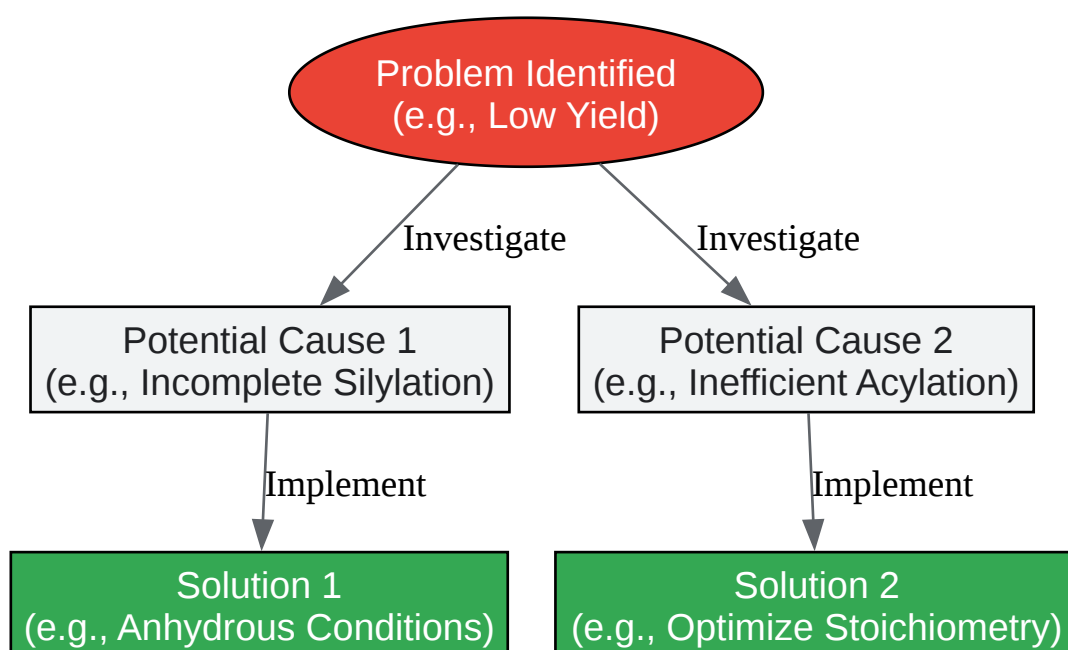 Problem Identified
(e.g., Low Yield)
Investigate
Investigate
Potential Cause 1
(e.g., Incomplete Silylation)
Potential Cause 2
(e.g., Inefficient Acylation)
Implement
Implement
Solution 1
(e.g., Anhydrous Conditions)
Solution 2
(e.g., Optimize Stoichiometry)